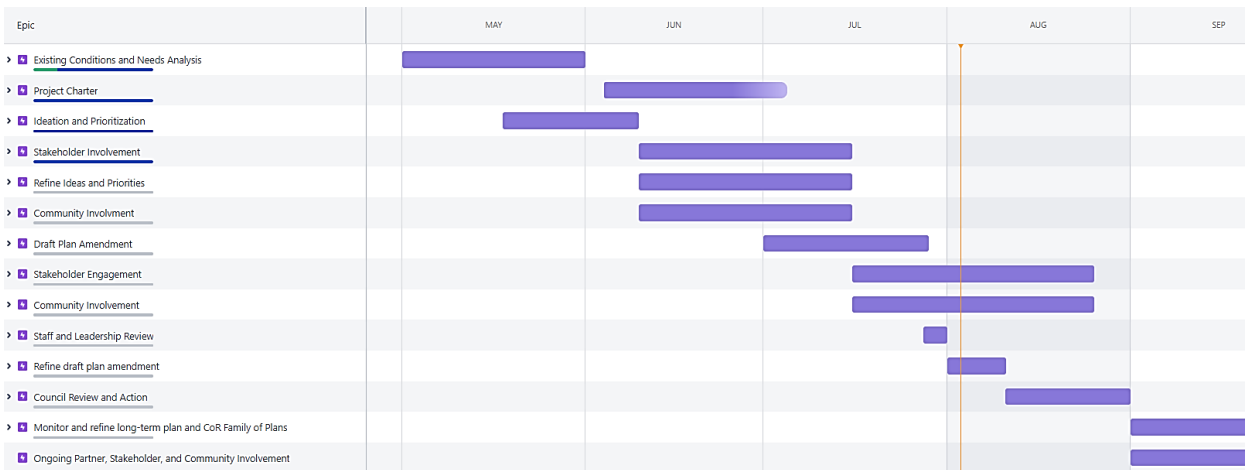 Epic
MAY
JUN
JUL
AUG
SEP
Existing Conditions and Needs Analysis
Project Charter
Ideation and Prioritization
Stakeholder Involvement
Refine Ideas and Priorities
Community Involvment
Draft Plan Amendment
Stakeholder Engagement
Community Involvement
Staff and Leadership Review
Refine draft plan amendment
Council Review and Action
Monitor and refine long-term plan and CoR Family of Plans
Ongoing Partner, Stakeholder, and Community Involvement